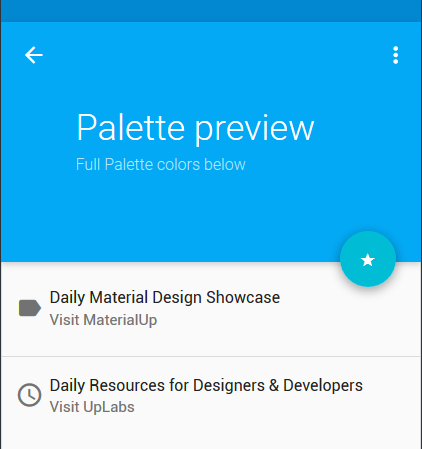 Palette preview
Full Palette colors below
Daily Material Design Showcase
Visit MaterialUp
Daily Resources for Designers & Developers
Visit UpLabs